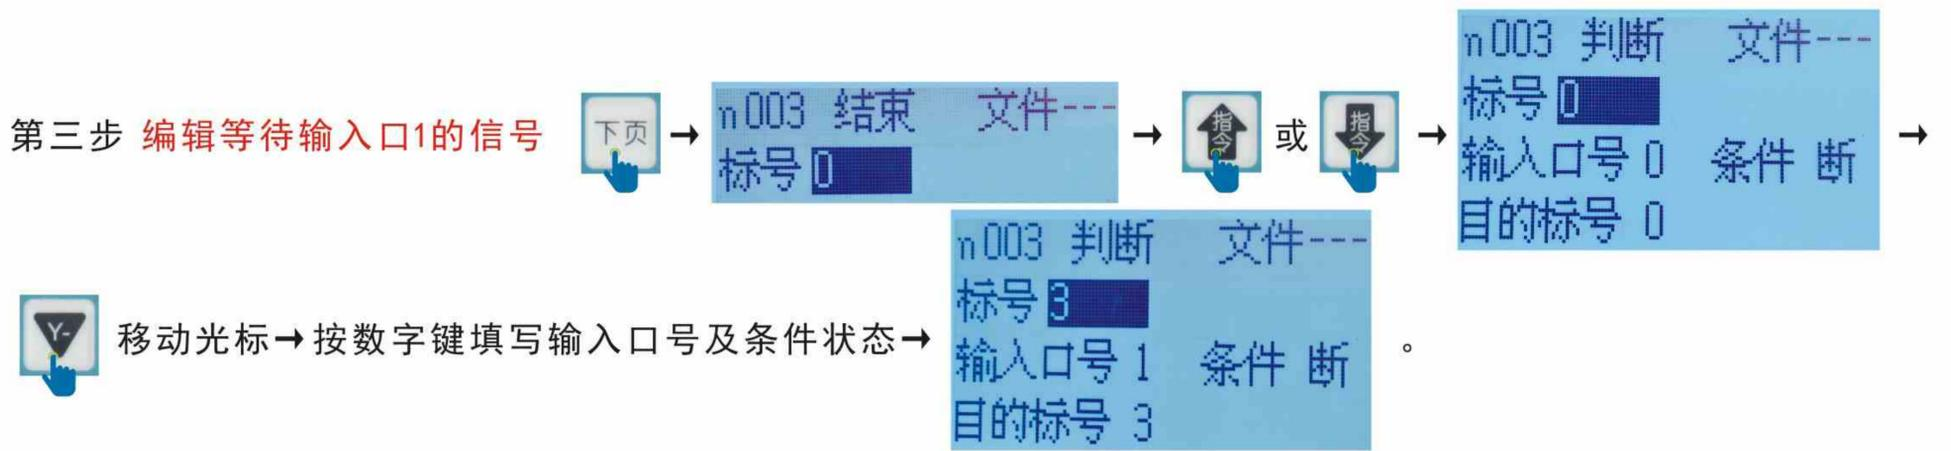 第三步 编辑等待输入口1的信号 下页 → n003 结束 文件--- 标号 0 → 指令 或 指令 → n003 判断 文件--- 标号 0 输入口号 0 条件 断 目的标号 0 →
Y- 移动光标→按数字键填写输入口号及条件状态→ n003 判断 文件--- 标号 3 输入口号 1 条件 断 目的标号 3 。